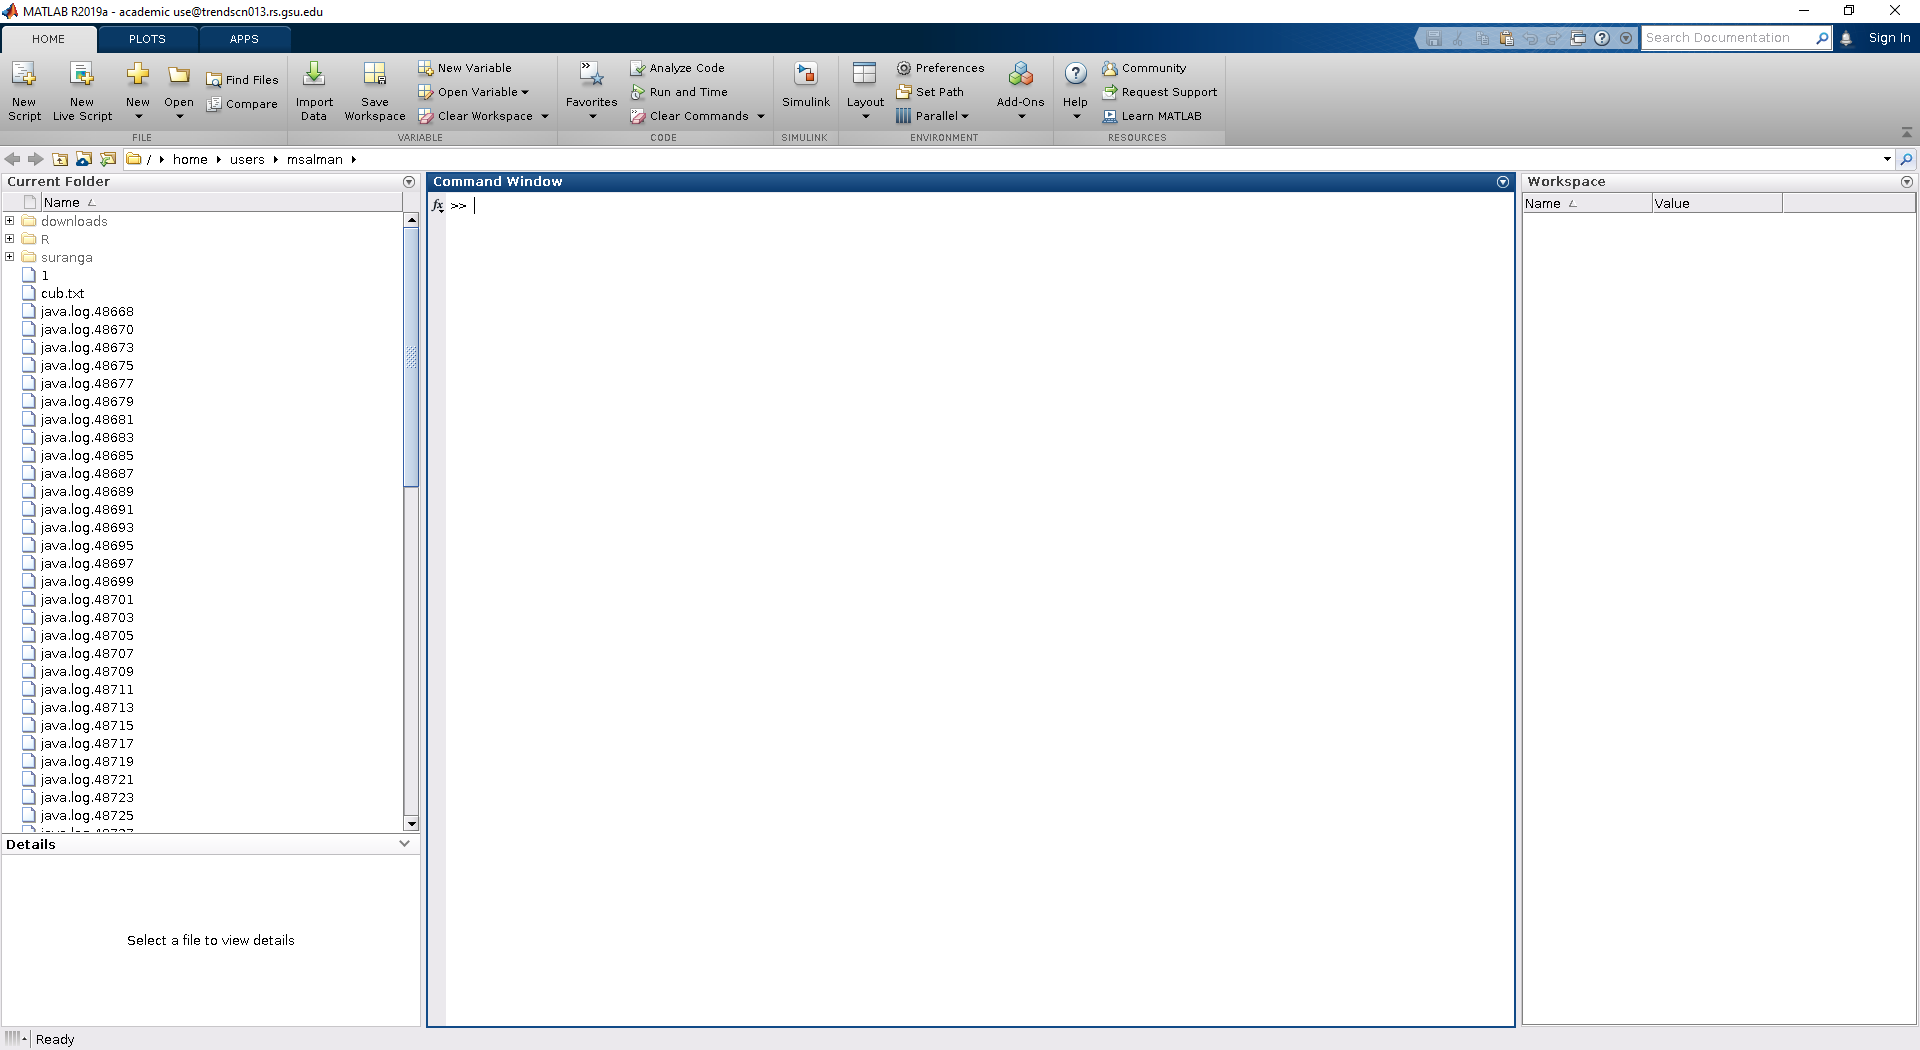 MATLAB R2019a - academic use@trendscn013.rs.gsu.edu
HOME PLOTS APPS
Search Documentation
Sign In
New Script
New Live Script
New
Open
Find Files
Compare
FILE
Import Data
Save Workspace
New Variable
Open Variable
Clear Workspace
VARIABLE
Favorites
Analyze Code
Run and Time
Clear Commands
CODE
Simulink
SIMULINK
Layout
Preferences
Set Path
Parallel
Add-Ons
ENVIRONMENT
Help
Community
Request Support
Learn MATLAB
RESOURCES
/ home users msalman
Current Folder
Name
downloads
R
suranga
1
cub.txt
java.log.48668
java.log.48670
java.log.48673
java.log.48675
java.log.48677
java.log.48679
java.log.48681
java.log.48683
java.log.48685
java.log.48687
java.log.48689
java.log.48691
java.log.48693
java.log.48695
java.log.48697
java.log.48699
java.log.48701
java.log.48703
java.log.48705
java.log.48707
java.log.48709
java.log.48711
java.log.48713
java.log.48715
java.log.48717
java.log.48719
java.log.48721
java.log.48723
java.log.48725
Details
Select a file to view details
Command Window
fx >>
Workspace
Name Value
Ready